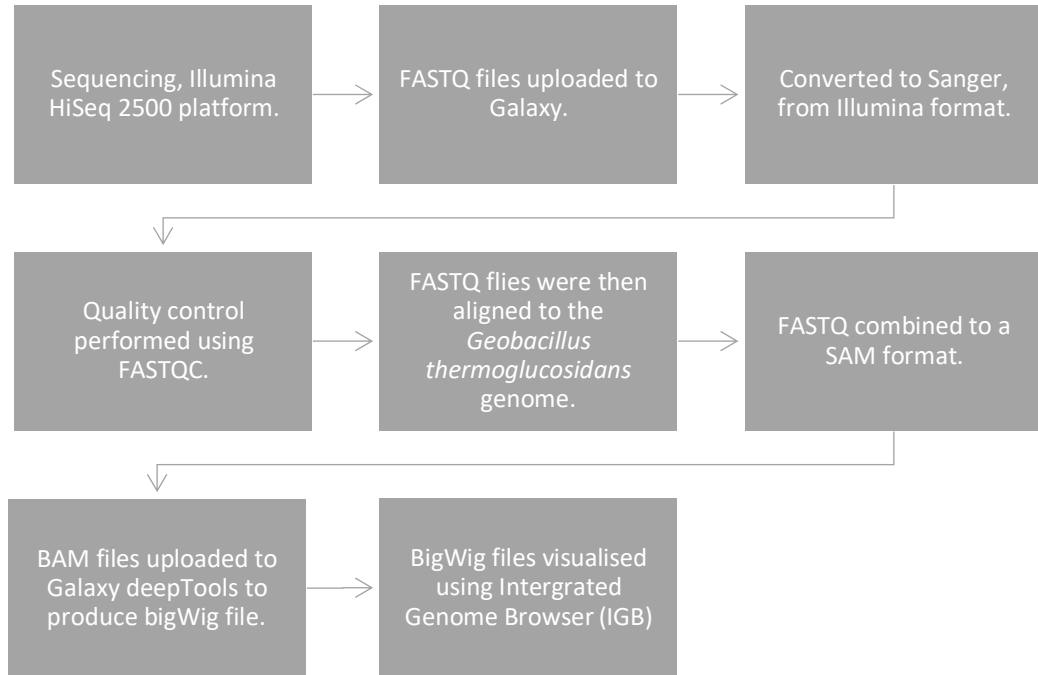 Sequencing, Illumina
HiSeq 2500 platform.
FASTQ files uploaded to
Galaxy.
Converted to Sanger,
from Illumina format.
Quality control
performed using
FASTQC.
FASTQ flies were then
aligned to the
Geobacillus
thermoglucosidans
genome.
FASTQ combined to a
SAM format.
BAM files uploaded to
Galaxy deepTools to
produce bigWig file.
BigWig files visualised
using Intergrated
Genome Browser (IGB)